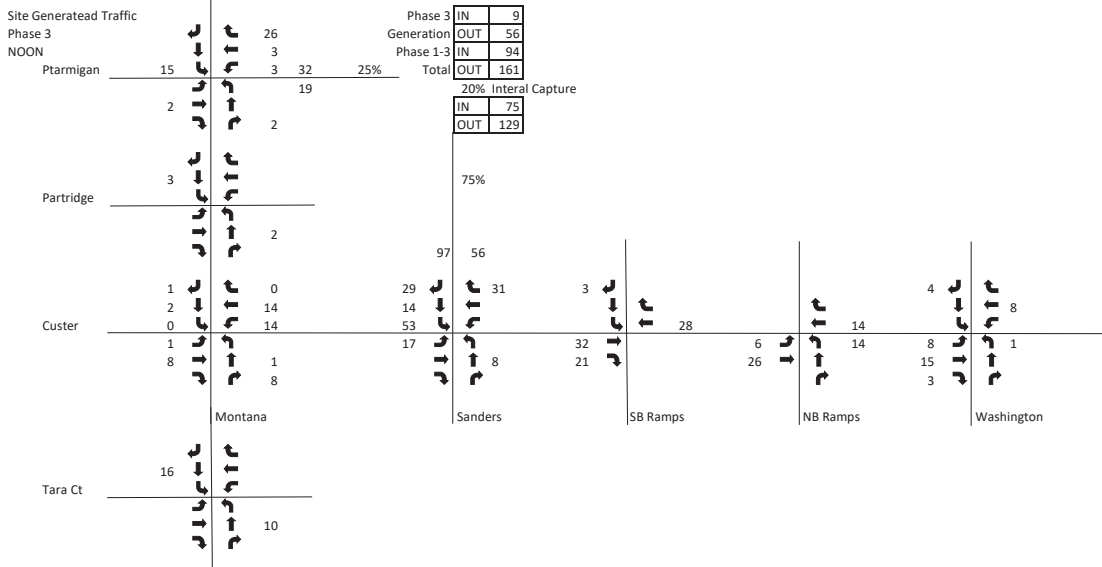 Site Generatead Traffic
Phase 3 IN 9
Phase 3
26
Generation OUT 56
NOON
3
Phase 1-3 IN 94
Ptarmigan 15 3 32 25% Total OUT 161
19 20% Interal Capture
2
IN 75
2
OUT 129
3 75%
Partridge
2
97 56
1 0 29 31 3 4
2 14 14 8
Custer 0 14 53 28 14
1 17 32 6 14 8 1
8 1 8 21 26 15
8 3
Montana Sanders SB Ramps NB Ramps Washington
16
Tara Ct
10